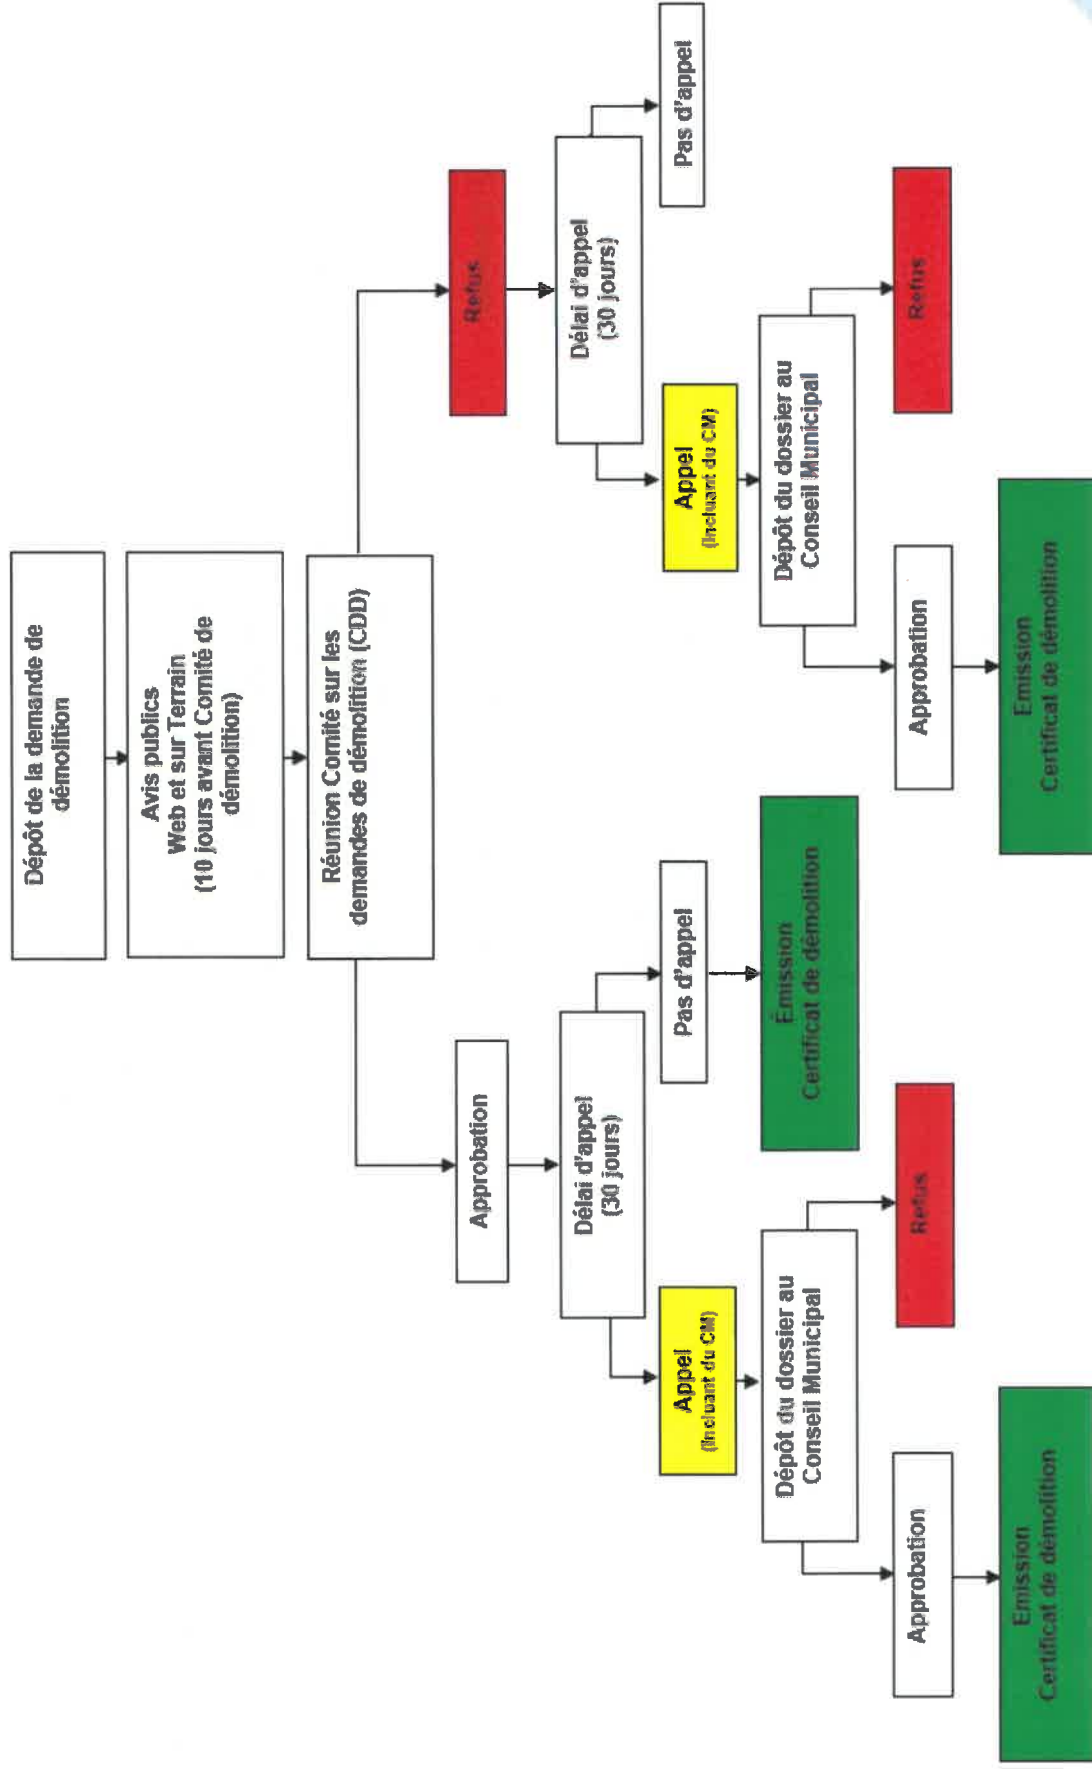 Dépôt de la demande de
démolition
Avis publics
Web et sur Terrain
(10 jours avant Comité de
démolition)
Réunion Comité sur les
demandes de démolition (CDD)
Approbation
Refus
Délai d'appel
(30 jours)
Délai d'appel
(30 jours)
Appel
(Incluant du CM)
Pas d'appel
Appel
(Incluant du CM)
Pas d'appel
Dépôt du dossier au
Conseil Municipal
Émission
Certificat de démolition
Dépôt du dossier au
Conseil Municipal
Approbation
Refus
Approbation
Refus
Emission
Certificat de démolition
Emission
Certificat de démolition